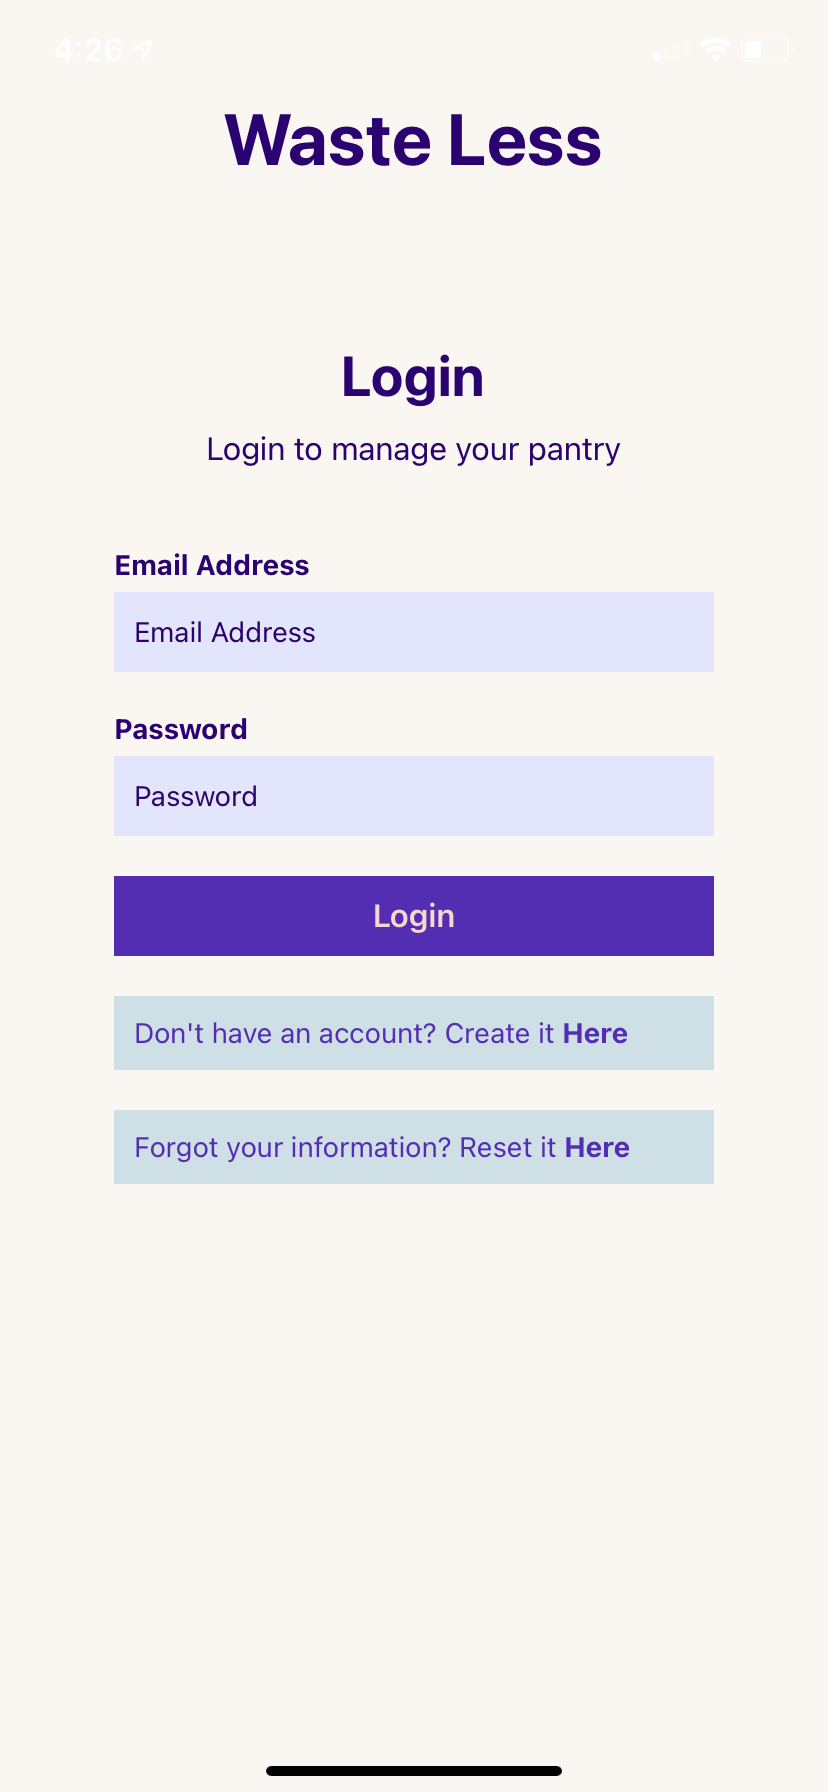 4:26
Waste Less
Login
Login to manage your pantry
Email Address
Email Address
Password
Password
Login
Don't have an account? Create it Here
Forgot your information? Reset it Here